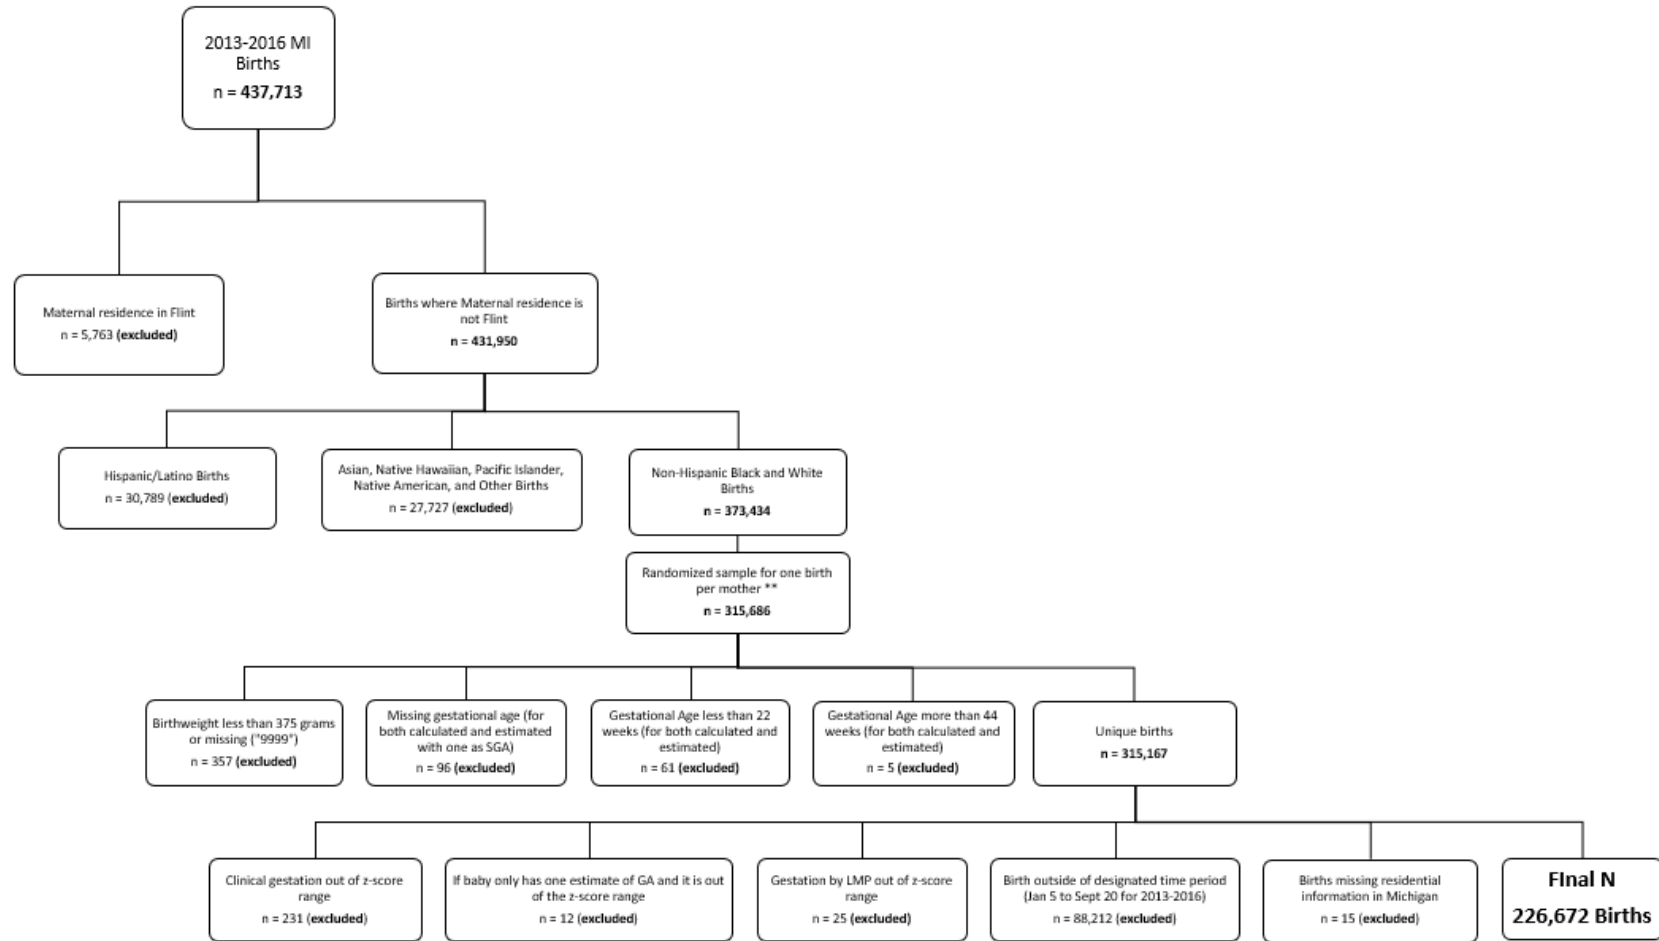 2013-2016 MI
Births
n = 437,713
Maternal residence in Flint
n = 5,763 (excluded)
Births where Maternal residence is
not Flint
n = 431,950
Hispanic/Latino Births
n = 30,789 (excluded)
Asian, Native Hawaiian, Pacific Islander,
Native American, and Other Births
n = 27,727 (excluded)
Non-Hispanic Black and White
Births
n = 373,434
Randomized sample for one birth
per mother **
n = 315,686
Birthweight less than 375 grams
or missing ("9999")
n = 357 (excluded)
Missing gestational age (for
both calculated and estimated
with one as SGA)
n = 96 (excluded)
Gestational Age less than 22
weeks (for both calculated and
estimated)
n = 61 (excluded)
Gestational Age more than 44
weeks (for both calculated and
estimated)
n = 5 (excluded)
Unique births
n = 315,167
Clinical gestation out of z-score
range
n = 231 (excluded)
If baby only has one estimate of GA and it is out
of the z-score range
n = 12 (excluded)
Gestation by LMP out of z-score
range
n = 25 (excluded)
Birth outside of designated time period
(Jan 5 to Sept 20 for 2013-2016)
n = 88,212 (excluded)
Births missing residential
information in Michigan
n = 15 (excluded)
FInal N
226,672 Births